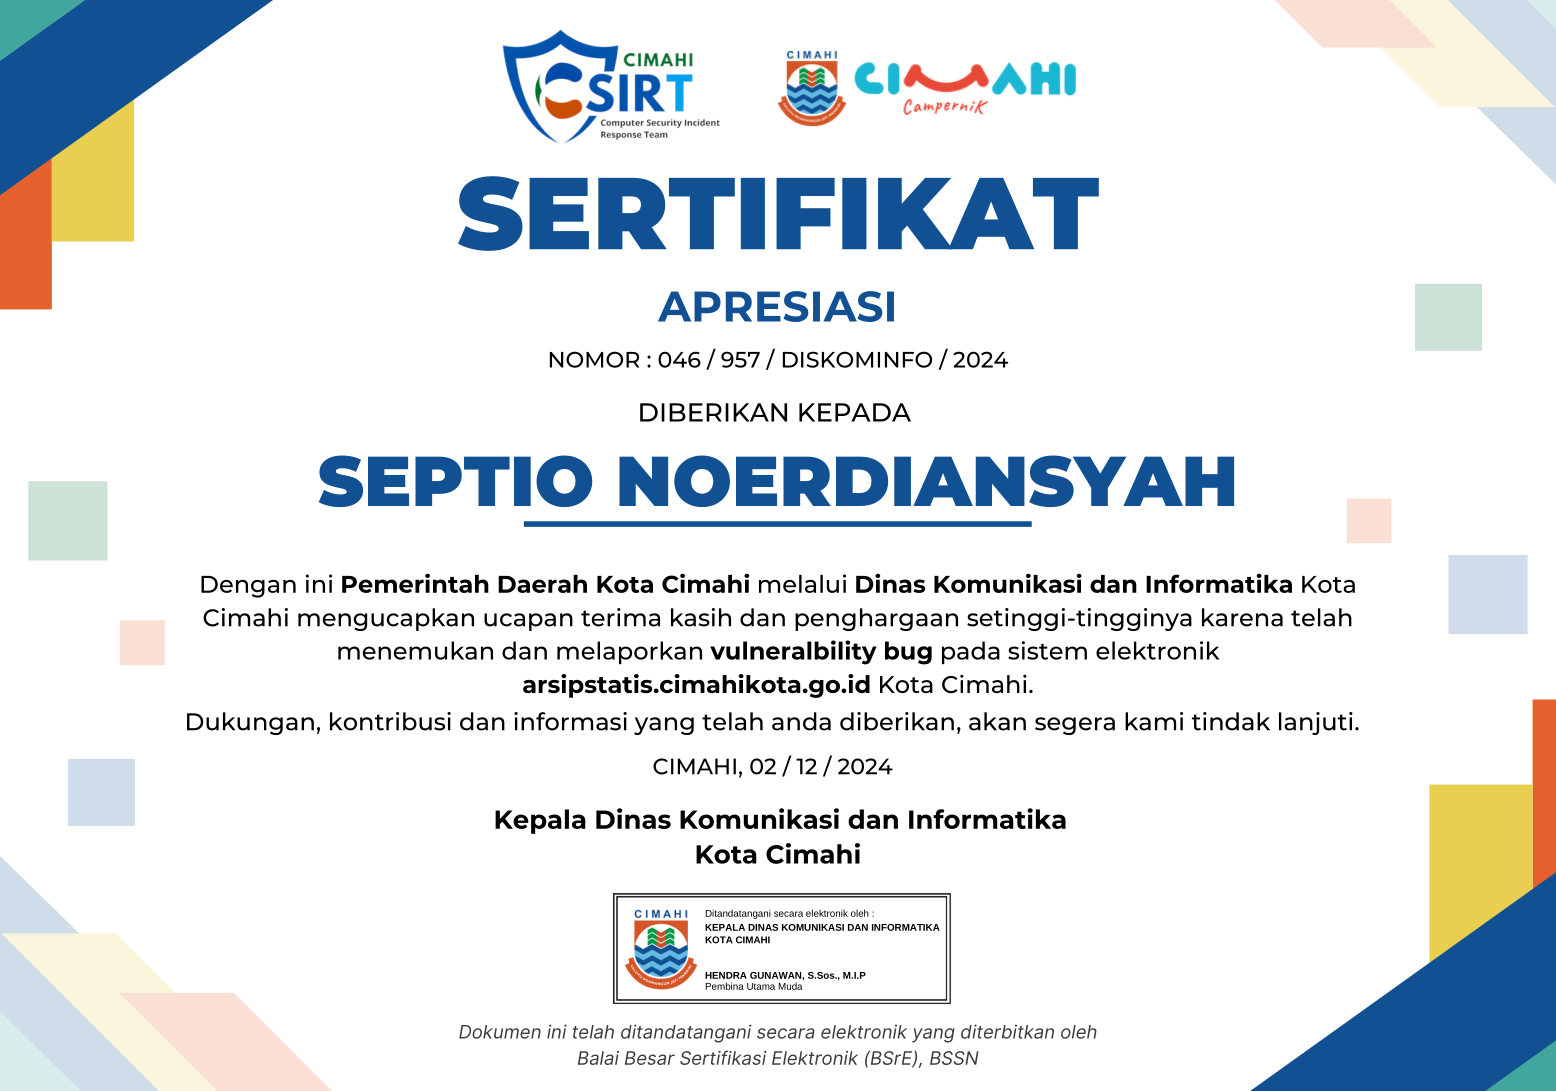 CIMAHI
CSIRT
Computer Security Incident
Response Team
CIMAHI
CIMAHI
Campernik
SERTIFIKAT
APRESIASI
NOMOR : 046 / 957 / DISKOMINFO / 2024
DIBERIKAN KEPADA
SEPTIO NOERDIANSYAH
Dengan ini Pemerintah Daerah Kota Cimahi melalui Dinas Komunikasi dan Informatika Kota
Cimahi mengucapkan ucapan terima kasih dan penghargaan setinggi-tingginya karena telah
menemukan dan melaporkan vulneralbility bug pada sistem elektronik
arsipstatis.cimahikota.go.id Kota Cimahi.
Dukungan, kontribusi dan informasi yang telah anda diberikan, akan segera kami tindak lanjuti.
CIMAHI, 02 / 12 / 2024
Kepala Dinas Komunikasi dan Informatika
Kota Cimahi
CIMAHI
Ditandatangani secara elektronik oleh :
KEPALA DINAS KOMUNIKASI DAN INFORMATIKA
KOTA CIMAHI
HENDRA GUNAWAN, S.Sos., M.I.P
Pembina Utama Muda
Dokumen ini telah ditandatangani secara elektronik yang diterbitkan oleh
Balai Besar Sertifikasi Elektronik (BSrE), BSSN